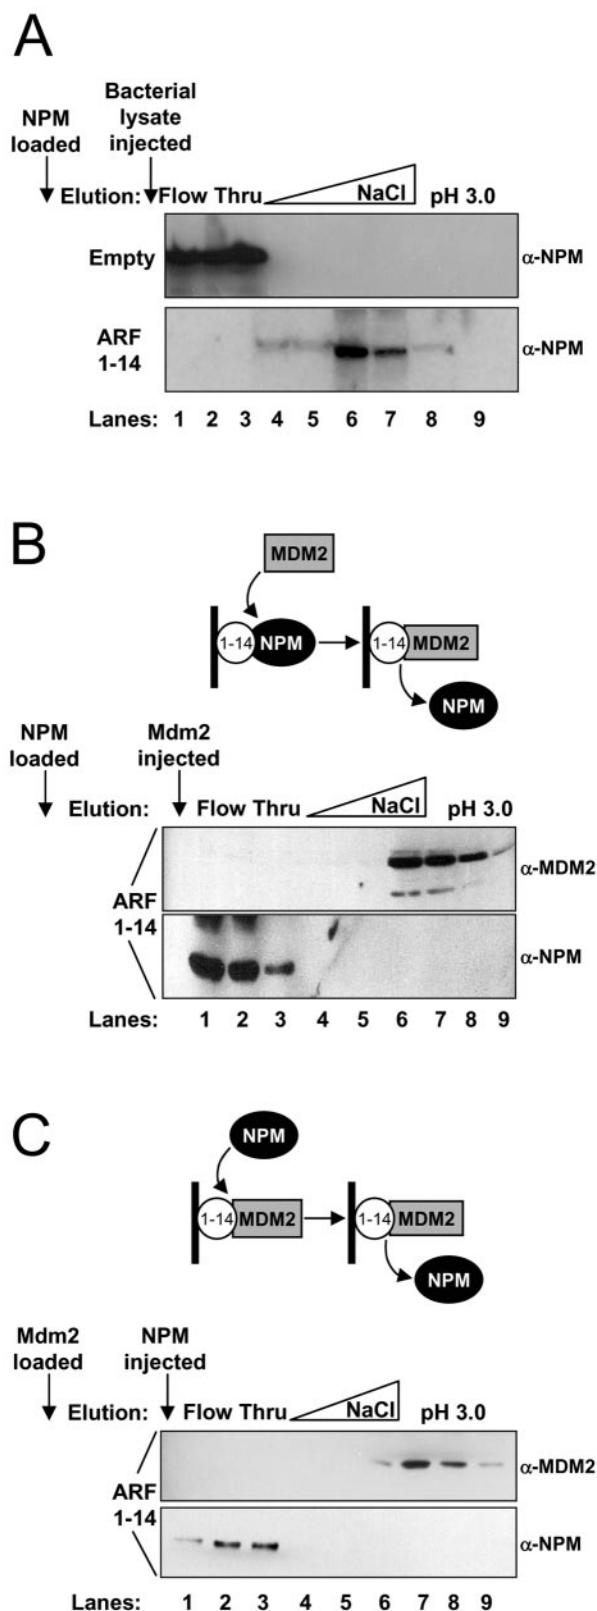 A
NPM
loaded
Bacterial
lysate
injected
Elution: Flow Thru NaCl pH 3.0
Empty α-NPM
ARF
1-14
α-NPM
Lanes: 1 2 3 4 5 6 7 8 9
B
MDM2
1-14 NPM 1-14 MDM2
NPM
NPM
loaded
Mdm2
injected
Elution: Flow Thru NaCl pH 3.0
α-MDM2
ARF
1-14
α-NPM
Lanes: 1 2 3 4 5 6 7 8 9
C
NPM
1-14 MDM2 1-14 MDM2
NPM
Mdm2
loaded
NPM
injected
Elution: Flow Thru NaCl pH 3.0
α-MDM2
ARF
1-14
α-NPM
Lanes: 1 2 3 4 5 6 7 8 9